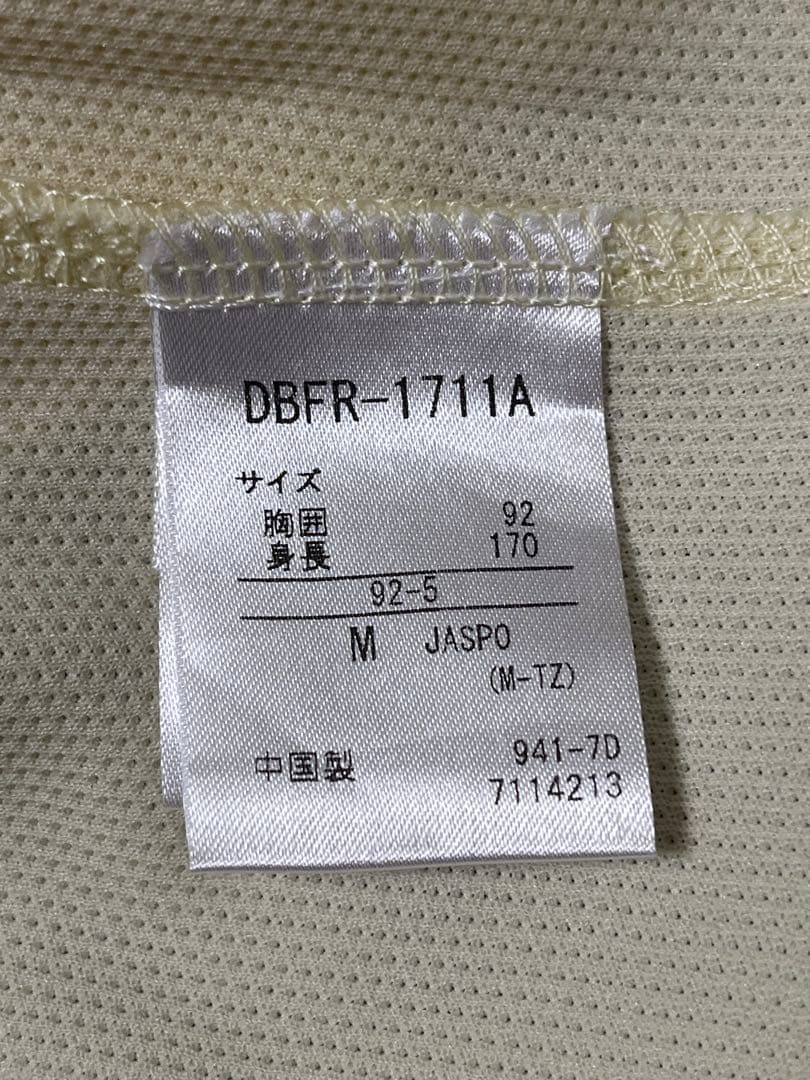 DBFR-1711A
サイズ
胸囲 92
身長 170
92-5
M JASPO
(M-TZ)
中国製 941-7D
7114213